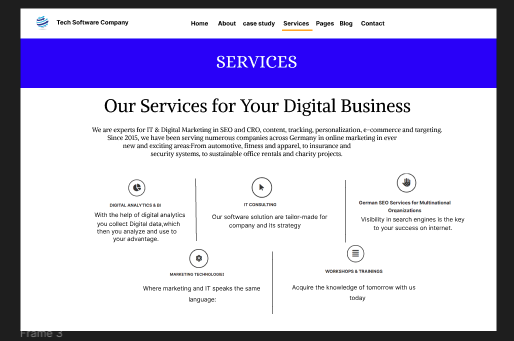 Tech Software Company
Home About case study Services Pages Blog Contact
SERVICES
Our Services for Your Digital Business
We are experts for IT & Digital Marketing in SEO and CRO, content, tracking, personalization, e-commerce and targeting.
Since 2015, we have been serving numerous companies across Germany in online marketing in ever
new and exciting areas:From automotive, fitness and apparel, to insurance and
security systems, to sustainable office rentals and charity projects.
DIGITAL ANALYTICS & BI
With the help of digital analytics
you collect Digital data,which
then you analyze and use to
your advantage.
IT CONSULTING
Our software solution are tailor-made for
company and its strategy
German SEO Services for Multinational
Organizations
Visibility in search engines is the key
to your success on internet.
MARKETING TECHNOLOGIEI
Where marketing and IT speaks the same
language:
WORKSHOPS & TRAININGS
Acquire the knowledge of tomorrow with us
today
Frame 3